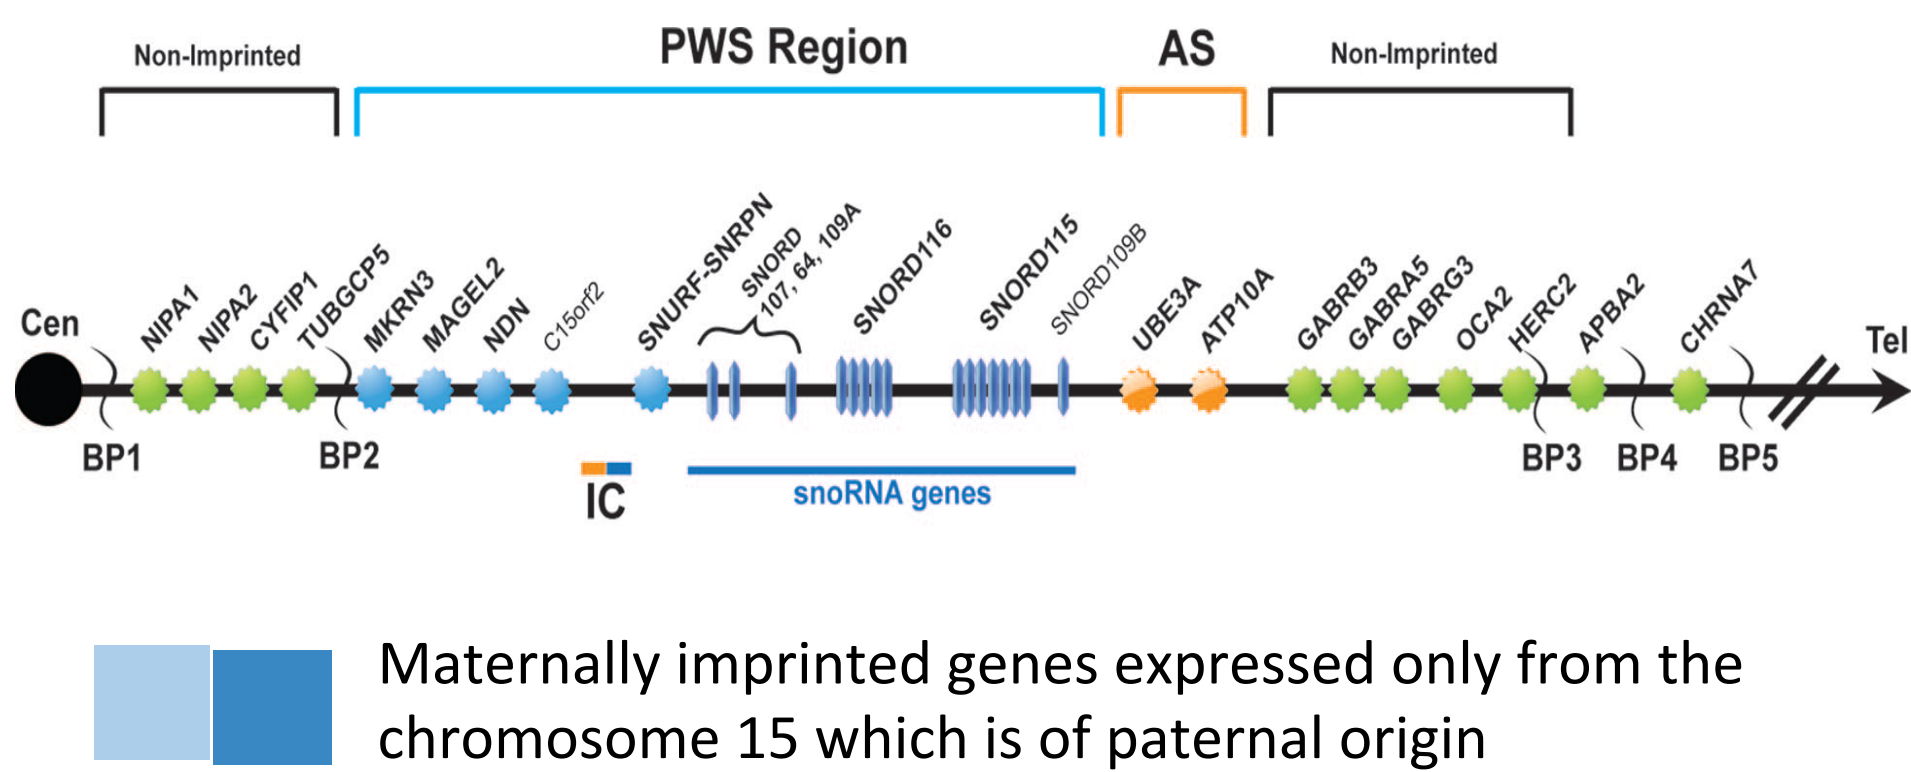 Non-Imprinted
PWS Region
AS
Non-Imprinted
Cen
NIPA1
NIPA2
CYFIP1
TUBGCP5
MKRN3
MAGEL2
NDN
C15orf2
SNURF-SNRPN
SNORD
107, 64, 109A
SNORD116
SNORD115
SNORD109B
UBE3A
ATP10A
GABRB3
GABRA5
GABRG3
OCA2
HERC2
APBA2
CHRNA7
Tel
BP1
BP2
BP3
BP4
BP5
IC
snoRNA genes
Maternally imprinted genes expressed only from the
chromosome 15 which is of paternal origin